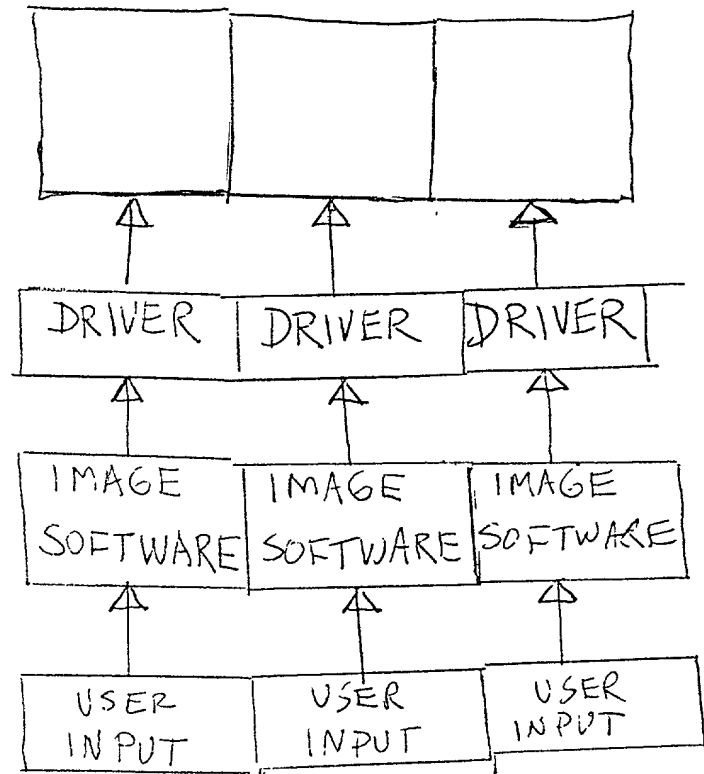 DRIVER DRIVER DRIVER
IMAGE IMAGE IMAGE
SOFTWARE SOFTWARE SOFTWARE
USER USER USER
INPUT INPUT INPUT